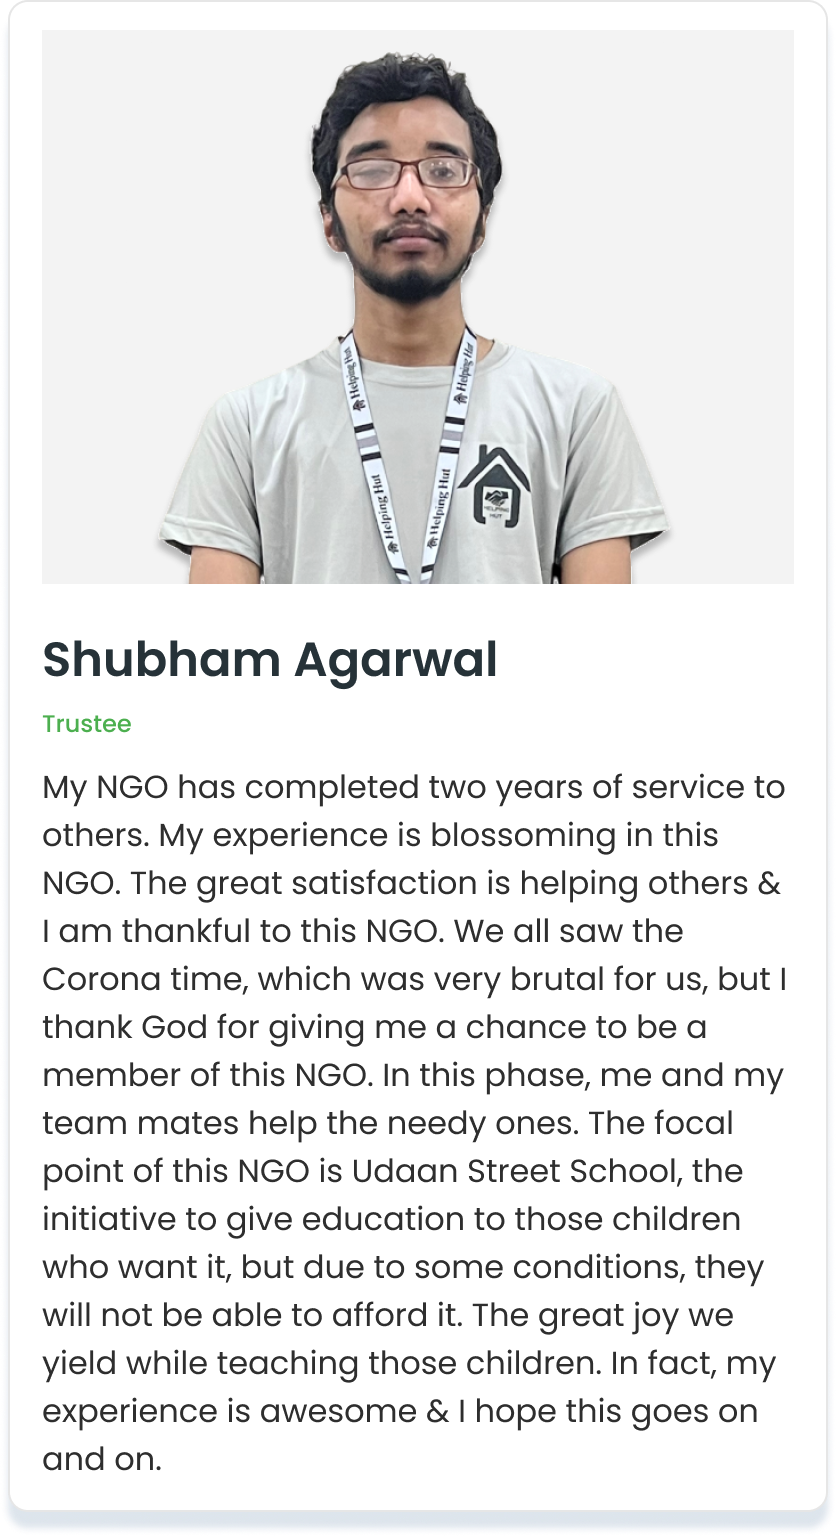 Helping Hut
Helping Hut
Helping Hut
Helping Hut
HELPING
HUT
Shubham Agarwal
Trustee
My NGO has completed two years of service to
others. My experience is blossoming in this
NGO. The great satisfaction is helping others &
I am thankful to this NGO. We all saw the
Corona time, which was very brutal for us, but I
thank God for giving me a chance to be a
member of this NGO. In this phase, me and my
team mates help the needy ones. The focal
point of this NGO is Udaan Street School, the
initiative to give education to those children
who want it, but due to some conditions, they
will not be able to afford it. The great joy we
yield while teaching those children. In fact, my
experience is awesome & I hope this goes on
and on.